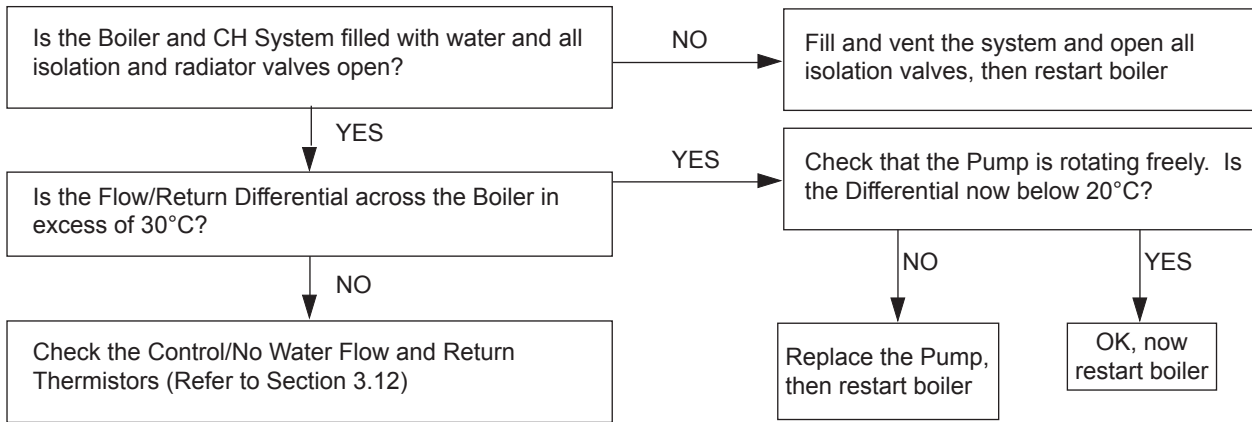 Is the Boiler and CH System filled with water and all
isolation and radiator valves open?
NO
Fill and vent the system and open all
isolation valves, then restart boiler
YES
Is the Flow/Return Differential across the Boiler in
excess of 30°C?
YES
Check that the Pump is rotating freely.  Is
the Differential now below 20°C?
NO
Check the Control/No Water Flow and Return
Thermistors (Refer to Section 3.12)
NO
Replace the Pump,
then restart boiler
YES
OK, now
restart boiler